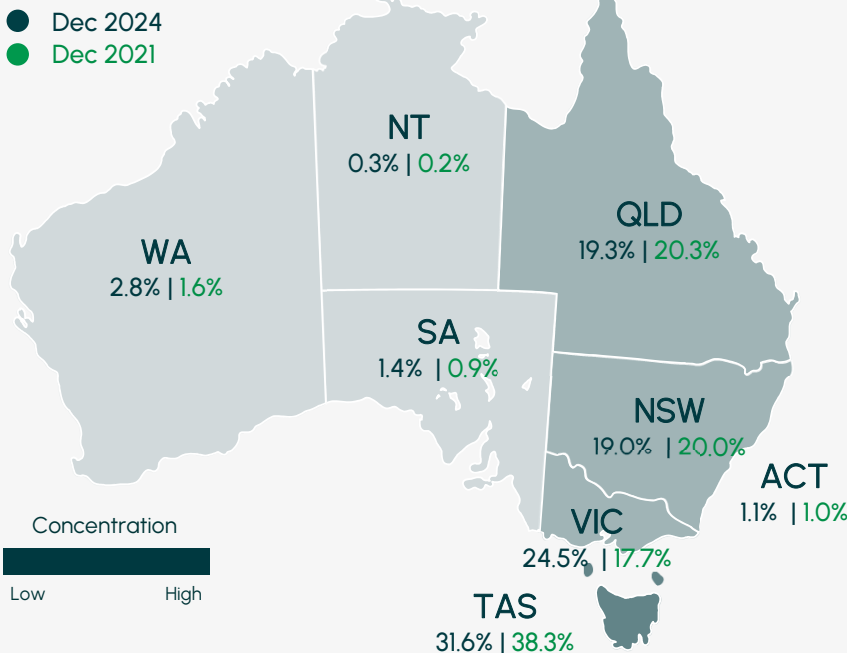 Dec 2024
Dec 2021
NT
0.3% | 0.2%
QLD
19.3% | 20.3%
WA
2.8% | 1.6%
SA
1.4% | 0.9%
NSW
19.0% | 20.0%
ACT
1.1% | 1.0%
VIC
24.5% | 17.7%
Concentration
Low High
TAS
31.6% | 38.3%